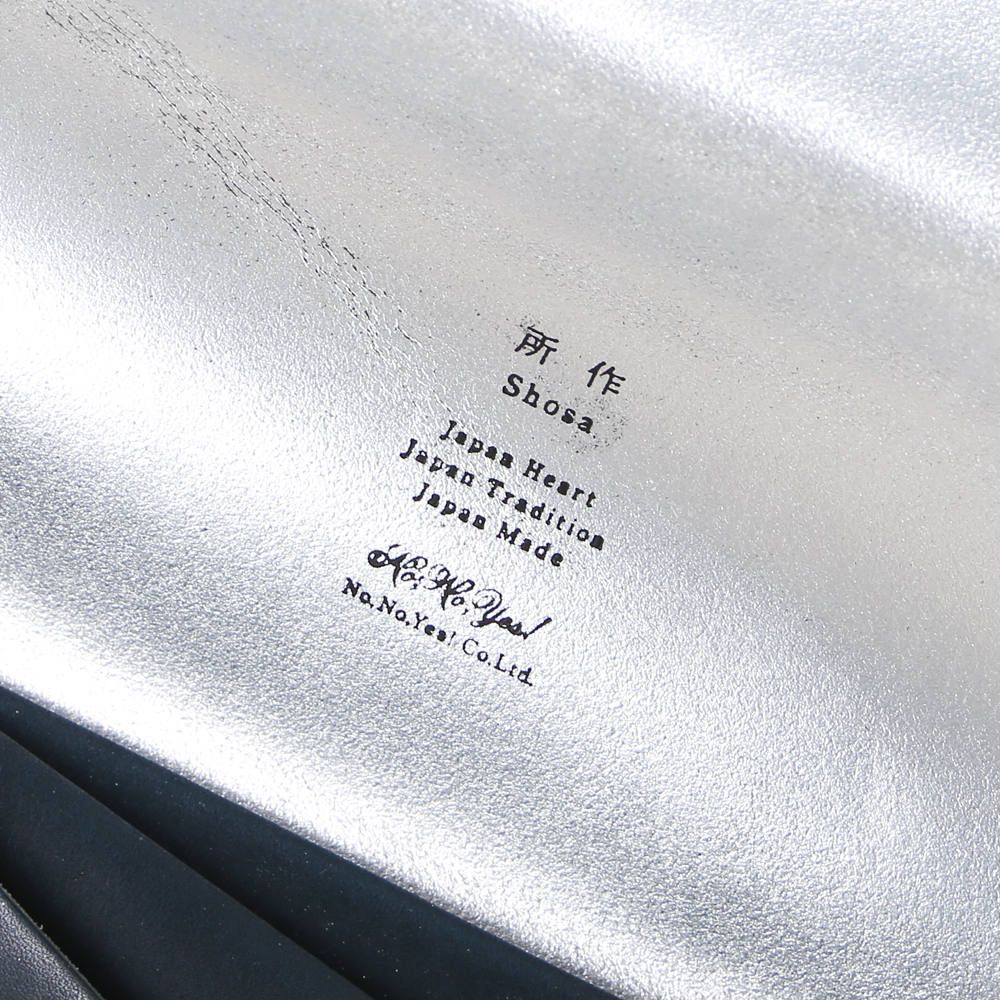 所作
Shosa
Japan Heart
Japan Tradition
Japan Made
No, No, Yes!
No,No,Yes! Co.Ltd.